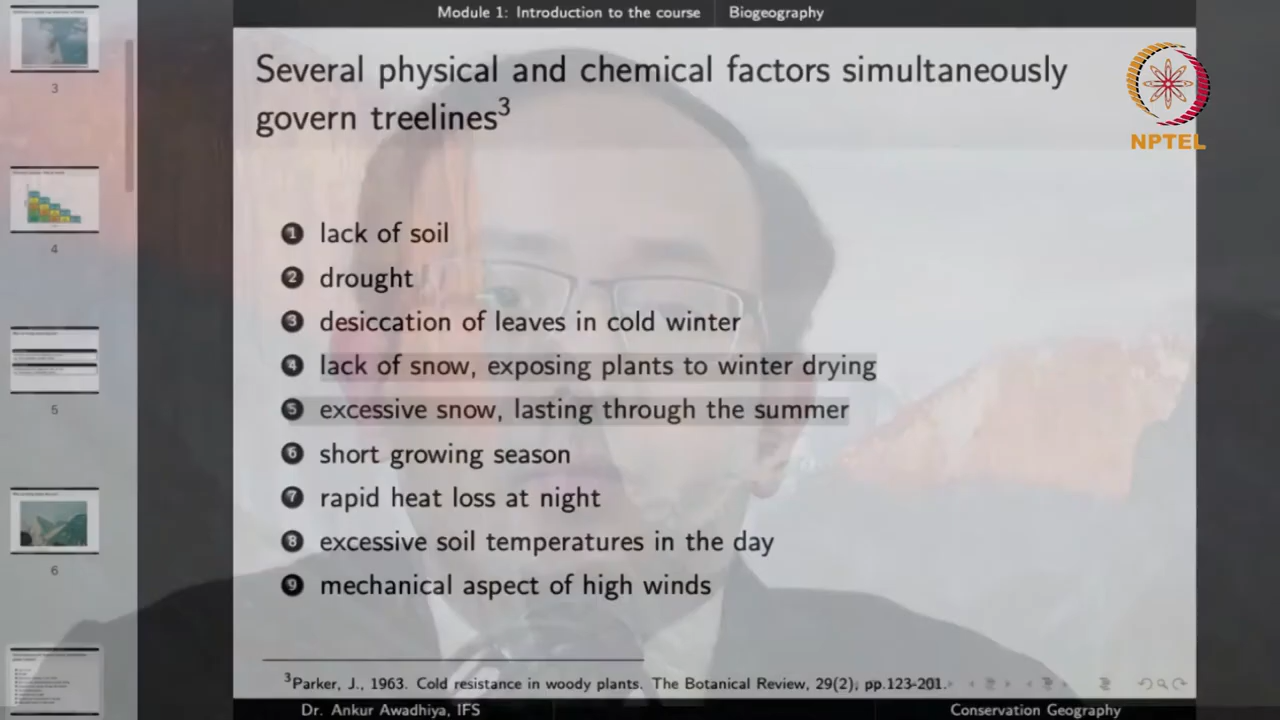 Module 1: Introduction to the course Biogeography
Several physical and chemical factors simultaneously
govern treelines3
NPTEL
1 lack of soil
2 drought
3 desiccation of leaves in cold winter
4 lack of snow, exposing plants to winter drying
5 excessive snow, lasting through the summer
6 short growing season
7 rapid heat loss at night
8 excessive soil temperatures in the day
9 mechanical aspect of high winds
3Parker, J., 1963. Cold resistance in woody plants. The Botanical Review, 29(2), pp.123-201.
Dr. Ankur Awadhiya, IFS Conservation Geography
3
4
5
6